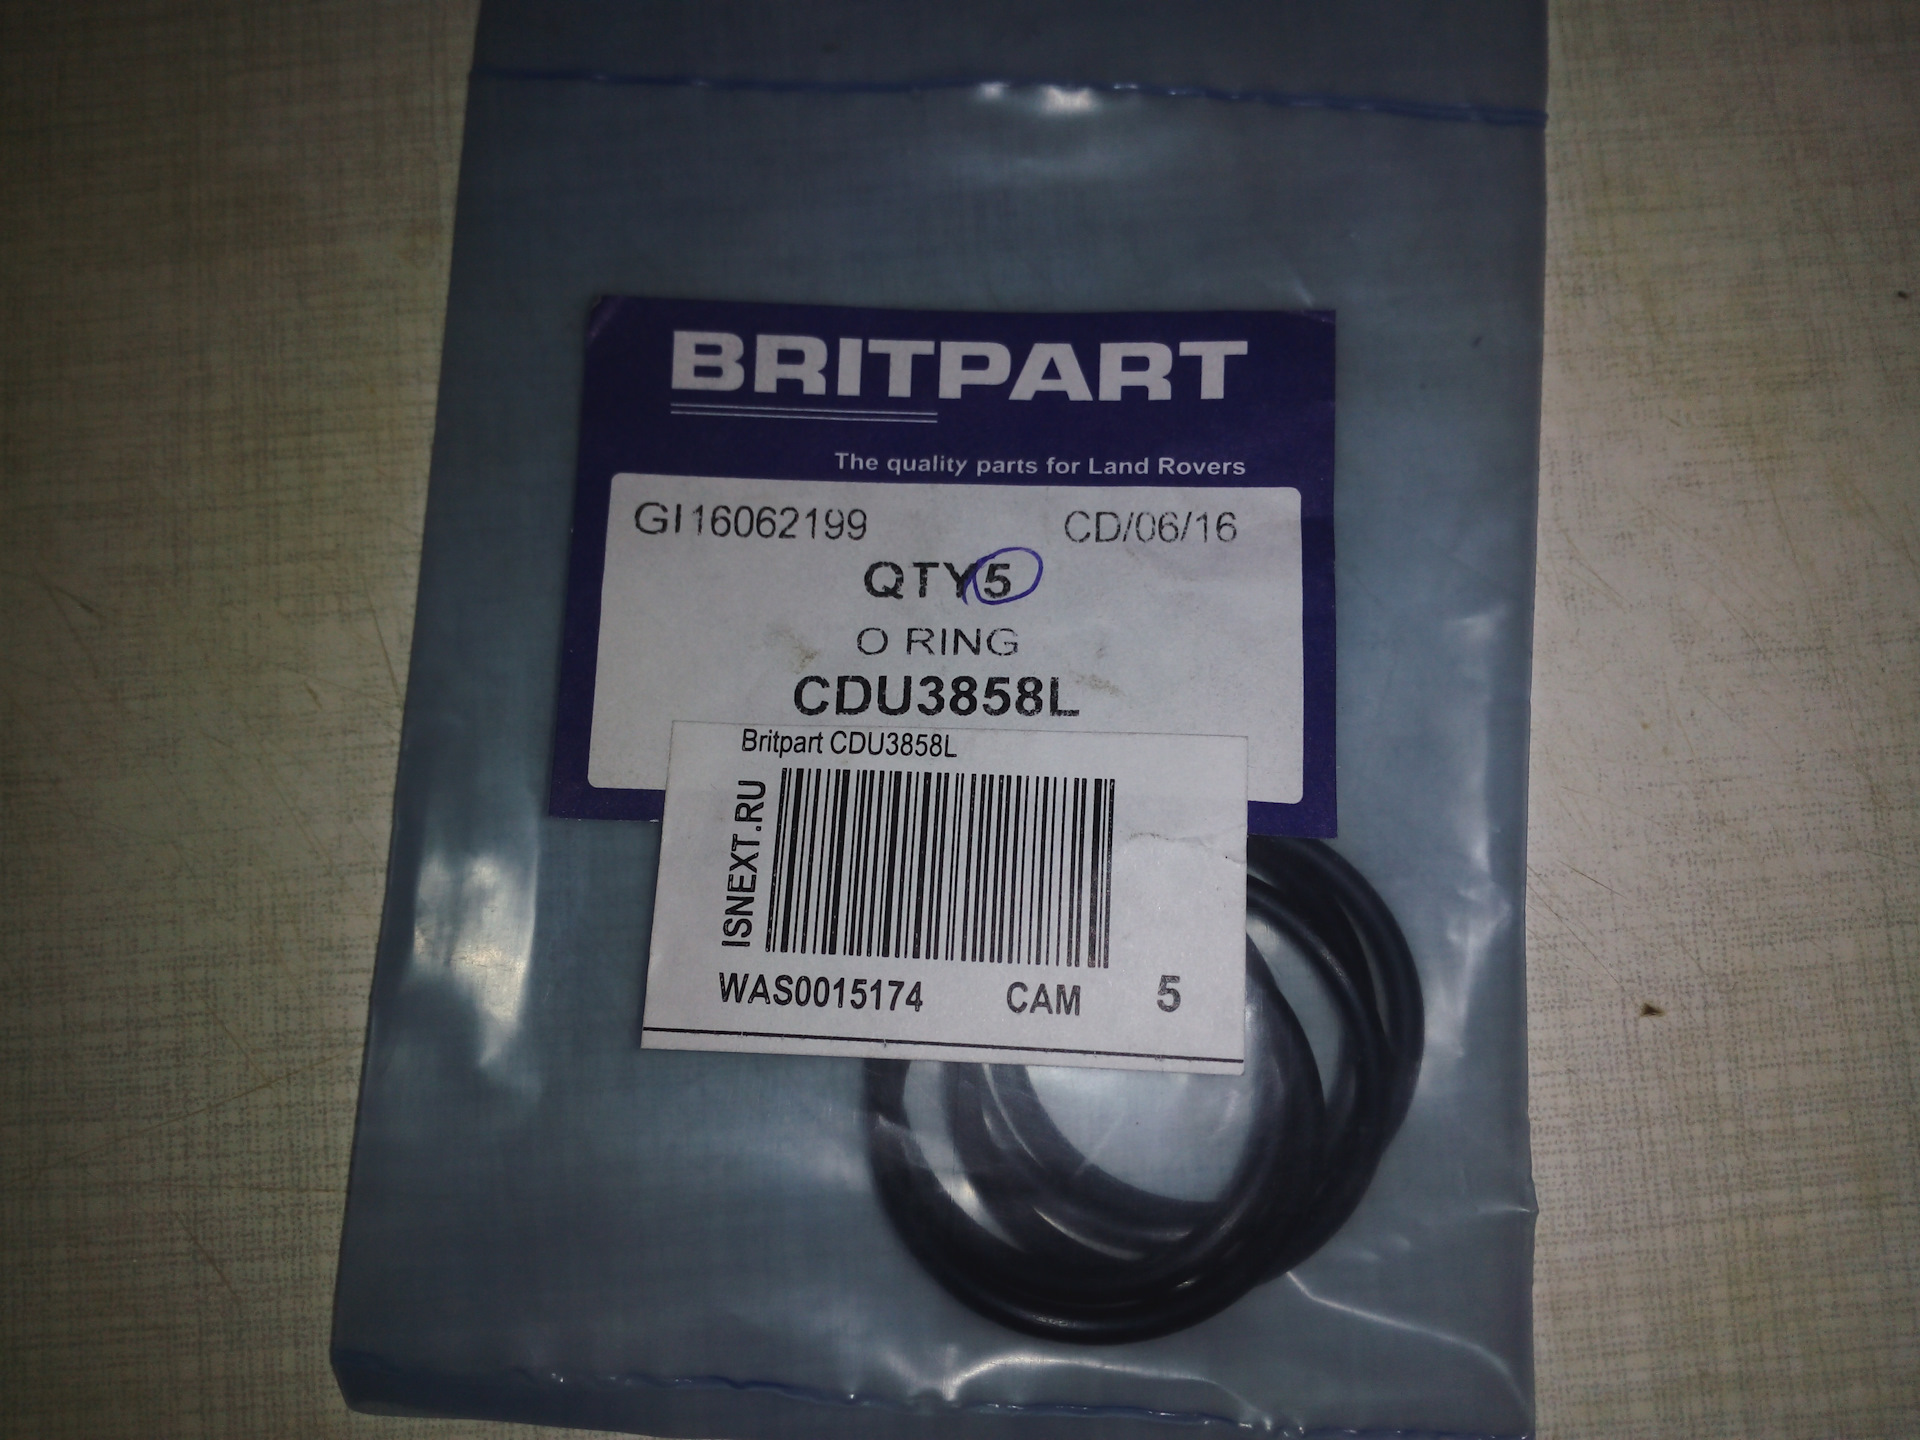 BRITPART
The quality parts for Land Rovers
GI16062199 CD/06/16
QTY5
O RING
CDU3858L
Britpart CDU3858L
ISNEXT.RU
WAS0015174 CAM 5